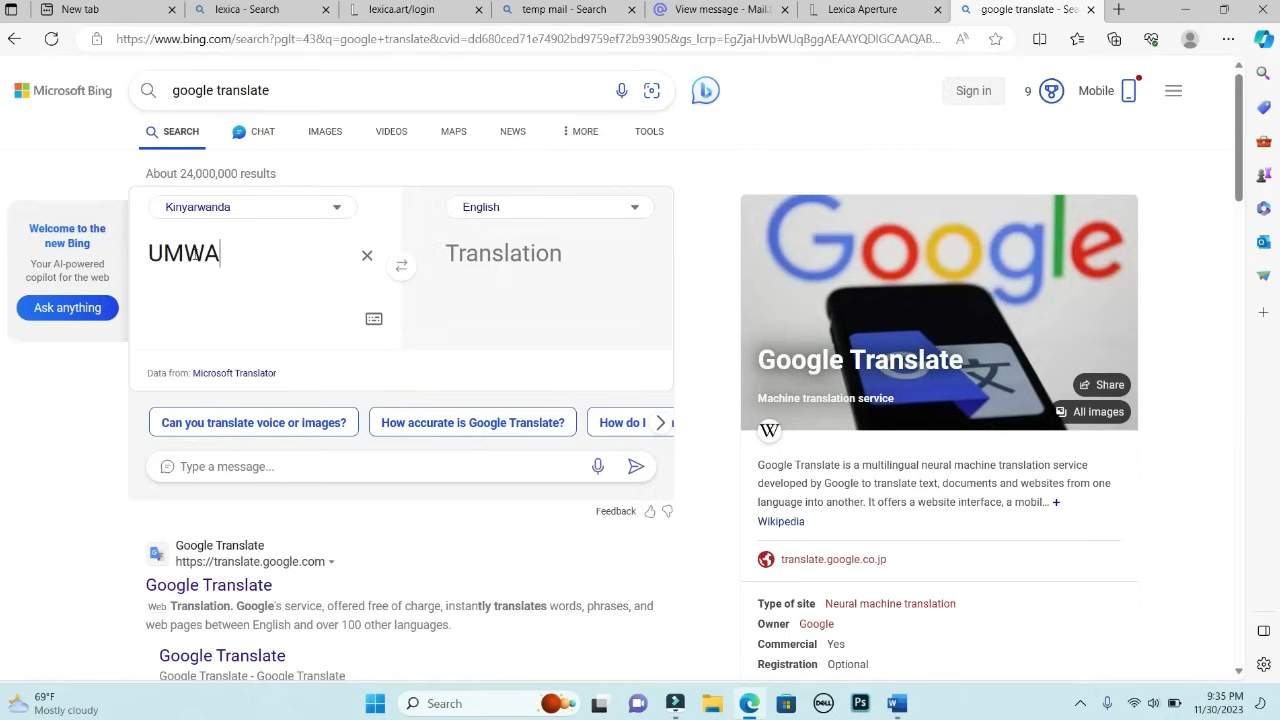 New tab
google translate - Search
lexicaart/google - Search
temp mail - Search
View message - Mail.t
Lexica Aperture
google translate - Se
https://www.bing.com/search?pglt=43&q=google+translate&cvid=dd680ced71e74902bd9759ef72b93905&gs_lcrp=EgZjaHJvbWUqBggAEAAYQDIGCAAQAB...
Microsoft Bing
google translate
Sign in
9
Mobile
SEARCH
CHAT
IMAGES
VIDEOS
MAPS
NEWS
MORE
TOOLS
About 24,000,000 results
Welcome to the
new Bing
Your AI-powered
copilot for the web
Ask anything
Kinyarwanda
English
UMWA
Translation
Data from: Microsoft Translator
Can you translate voice or images?
How accurate is Google Translate?
How do I
Type a message...
Feedback
Google Translate
https://translate.google.com
Google Translate
Web Translation. Google's service, offered free of charge, instantly translates words, phrases, and
web pages between English and over 100 other languages.
Google Translate
Google Translate - Google Translate
Google
Google Translate
Machine translation service
Share
All images
W
Google Translate is a multilingual neural machine translation service
developed by Google to translate text, documents and websites from one
language into another. It offers a website interface, a mobil... +
Wikipedia
translate.google.co.jp
Type of site Neural machine translation
Owner Google
Commercial Yes
Registration Optional
69°F
Mostly cloudy
Search
DELL
Ps
W
9:35 PM
11/30/2023